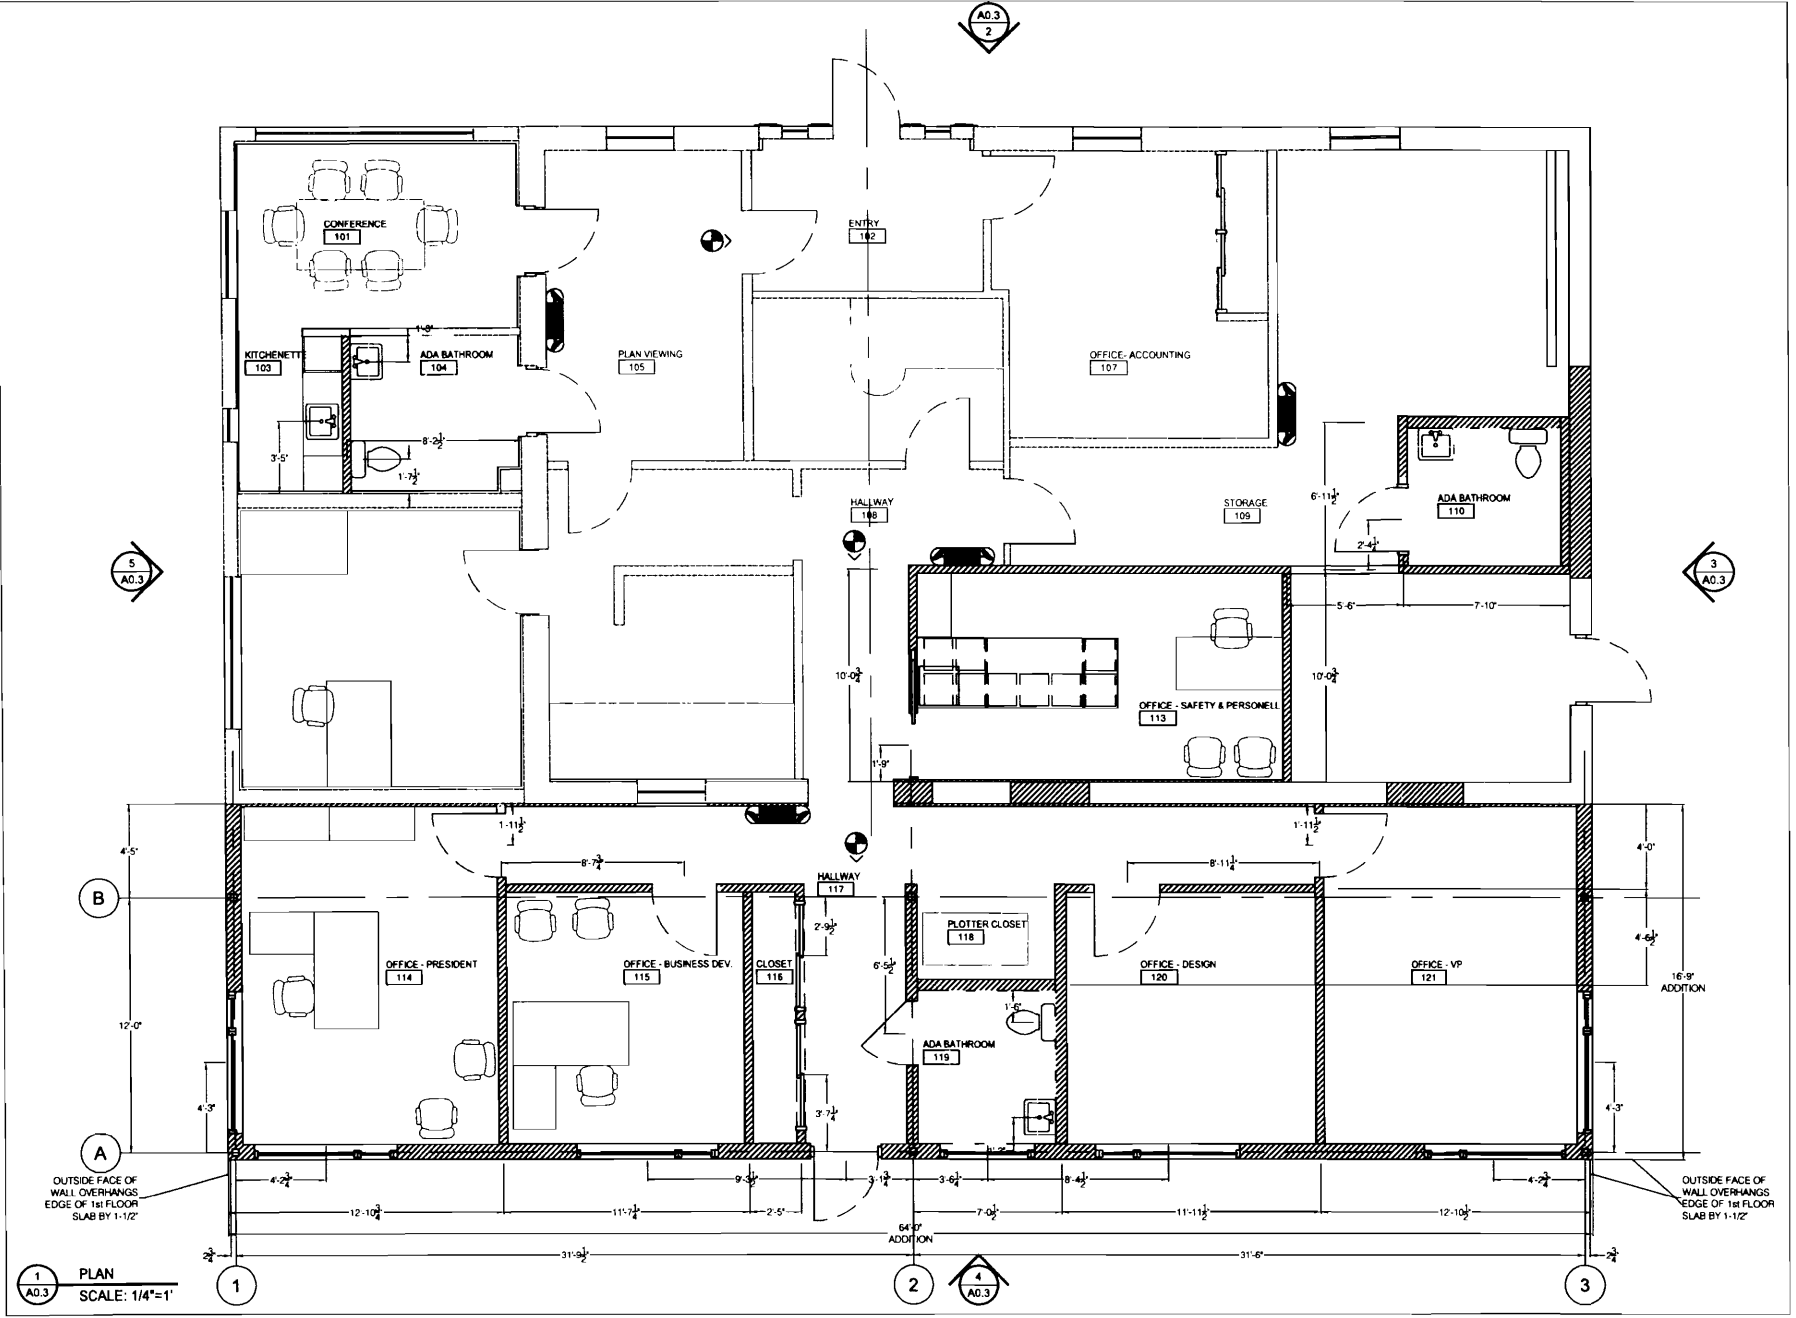 A0.3
2
CONFERENCE
101
ENTRY
102
1'-8"
KITCHENETT
103
ADA BATHROOM
104
PLAN VIEWING
105
OFFICE- ACCOUNTING
107
8'-2½"
3'-5"
1'-7½"
HALLWAY
108
STORAGE
109
6'-11½"
ADA BATHROOM
110
2'-4¼"
5
A0.3
3
A0.3
5'-6"
7'-10"
10'-0¾"
10'-0¾"
OFFICE - SAFETY & PERSONELL
113
1'-9"
1'-11½"
1'-11½"
4'-5"
8'-7¾"
8'-11¼"
4'-0"
HALLWAY
117
B
2'-9½"
PLOTTER CLOSET
118
4'-6½"
OFFICE - PRESIDENT
114
OFFICE - BUSINESS DEV.
115
CLOSET
116
6'-5½"
OFFICE - DESIGN
120
OFFICE - VP
121
16'-9"
ADDITION
1'-6"
12'-0"
ADA BATHROOM
119
4'-3"
3'-7¼"
4'-3"
A
OUTSIDE FACE OF
WALL OVERHANGS
EDGE OF 1st FLOOR
SLAB BY 1-1/2"
4'-2¾"
9'-3½"
3'-1¾"
3'-6¼"
8'-4½"
4'-2¾"
OUTSIDE FACE OF
WALL OVERHANGS
EDGE OF 1st FLOOR
SLAB BY 1-1/2"
12'-10¾"
11'-7¼"
2'-5"
7'-0½"
11'-11½"
12'-10½"
64'-0"
ADDITION
2¾"
31'-9½"
31'-6"
2¾"
1
A0.3
PLAN
SCALE: 1/4"=1'
1
2
4
A0.3
3